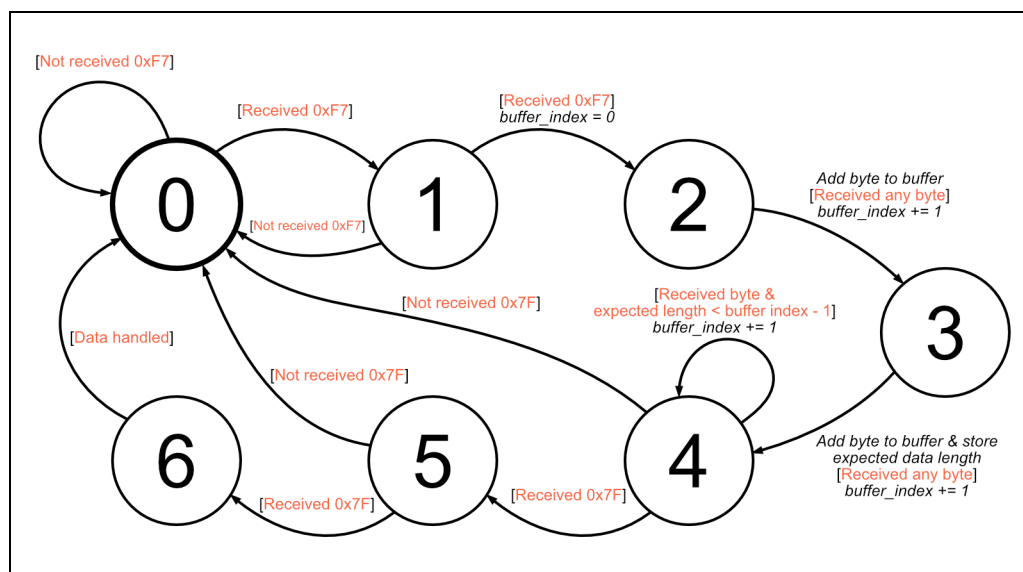 [Not received 0xF7]
[Received 0xF7]
[Received 0xF7]
buffer_index = 0
0
1
2
[Not received 0xF7]
Add byte to buffer
[Received any byte]
buffer_index += 1
[Not received 0x7F]
[Received byte &
expected length < buffer index - 1]
buffer_index += 1
3
[Data handled]
[Not received 0x7F]
6
5
4
Add byte to buffer & store
expected data length
[Received any byte]
buffer_index += 1
[Received 0x7F]
[Received 0x7F]